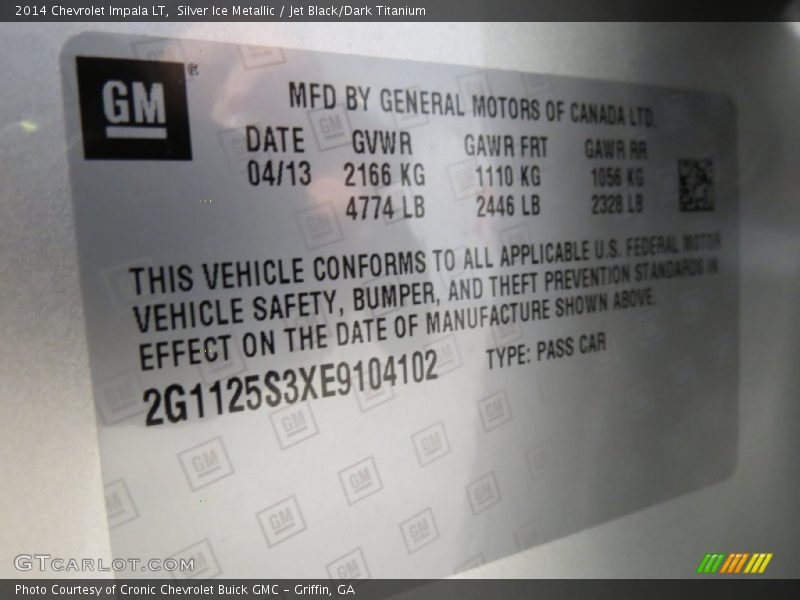 2014 Chevrolet Impala LT, Silver Ice Metallic / Jet Black/Dark Titanium
GM
MFD BY GENERAL MOTORS OF CANADA LTD.
DATE GVWR GAWR FRT GAWR RR
04/13 2166 KG 1110 KG 1056 KG
4774 LB 2446 LB 2328 LB
THIS VEHICLE CONFORMS TO ALL APPLICABLE U.S. FEDERAL MOTOR
VEHICLE SAFETY, BUMPER, AND THEFT PREVENTION STANDARDS IN
EFFECT ON THE DATE OF MANUFACTURE SHOWN ABOVE.
2G1125S3XE9104102 TYPE: PASS CAR
GTCARLOT.COM
Photo Courtesy of Cronic Chevrolet Buick GMC - Griffin, GA